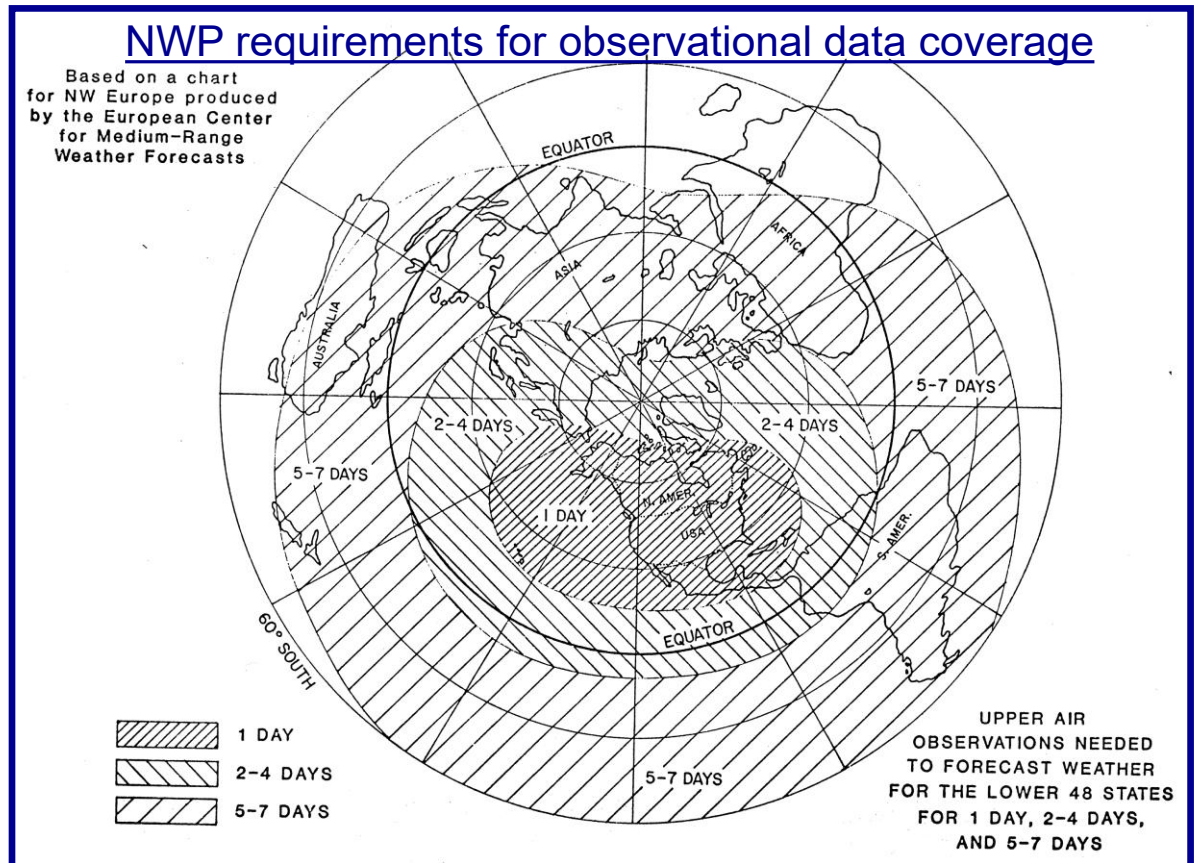 NWP requirements for observational data coverage
Based on a chart
for NW Europe produced
by the European Center
for Medium-Range
Weather Forecasts
EQUATOR
AFRICA
ASIA
AUSTRALIA
5-7 DAYS
2-4 DAYS
2-4 DAYS
5-7 DAYS
N. AMER.
1 DAY
USA
S. AMER.
EQUATOR
60° SOUTH
5-7 DAYS
1 DAY
2-4 DAYS
5-7 DAYS
UPPER AIR
OBSERVATIONS NEEDED
TO FORECAST WEATHER
FOR THE LOWER 48 STATES
FOR 1 DAY, 2-4 DAYS,
AND 5-7 DAYS